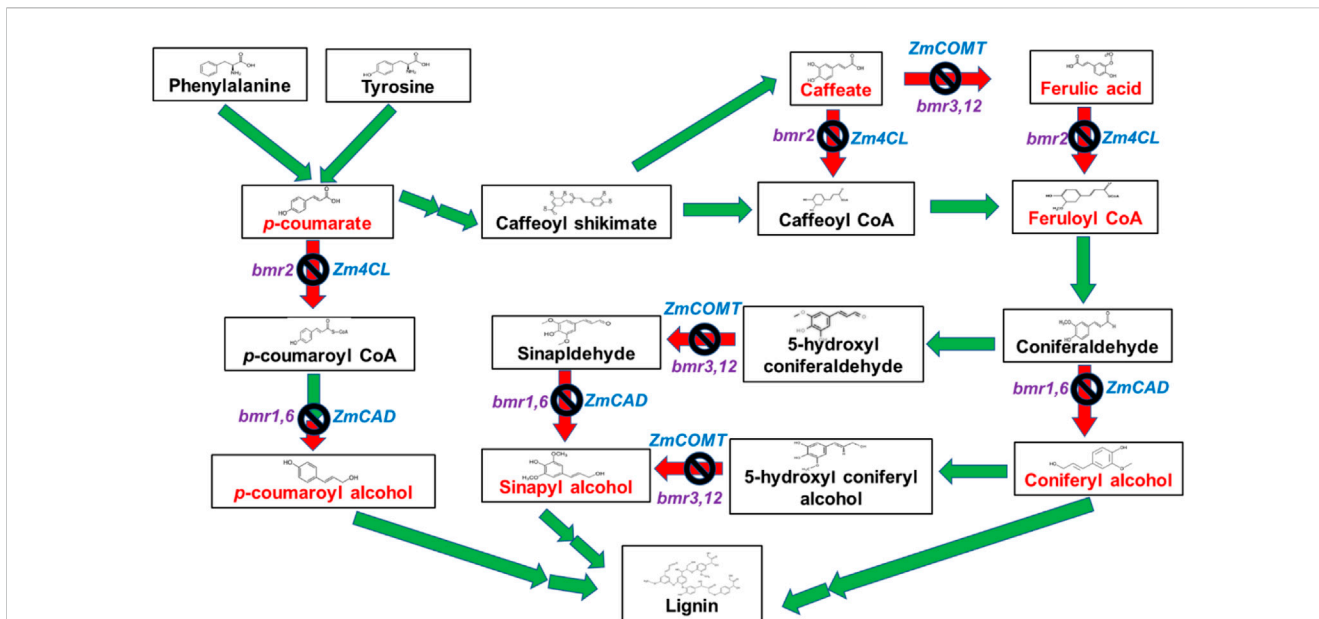 Phenylalanine
Tyrosine
Caffeate
ZmCOMT
bmr3,12
Ferulic acid
bmr2
Zm4CL
bmr2
Zm4CL
p-coumarate
Caffeoyl shikimate
Caffeoyl CoA
Feruloyl CoA
bmr2
Zm4CL
p-coumaroyl CoA
Sinapldehyde
ZmCOMT
bmr3,12
5-hydroxyl
coniferaldehyde
Coniferaldehyde
bmr1,6
ZmCAD
bmr1,6
ZmCAD
bmr1,6
ZmCAD
p-coumaroyl alcohol
Sinapyl alcohol
ZmCOMT
bmr3,12
5-hydroxyl coniferyl
alcohol
Coniferyl alcohol
Lignin